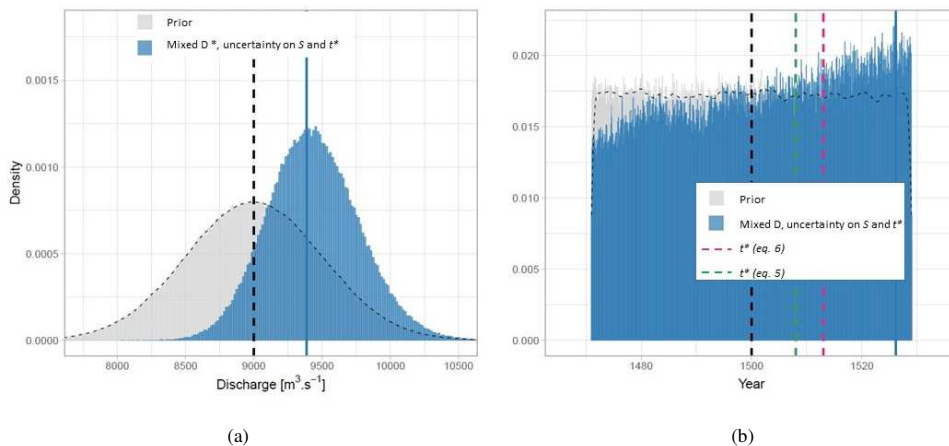 Prior
Mixed D *, uncertainty on S and t*
0.0015
0.0010
0.0005
0.0000
Density
8000 8500 9000 9500 10000 10500
Discharge [m³.s⁻¹]
(a)
0.020
0.015
0.010
0.005
0.000
Prior
Mixed D, uncertainty on S and t*
t* (eq. 6)
t* (eq. 5)
1480 1500 1520
Year
(b)